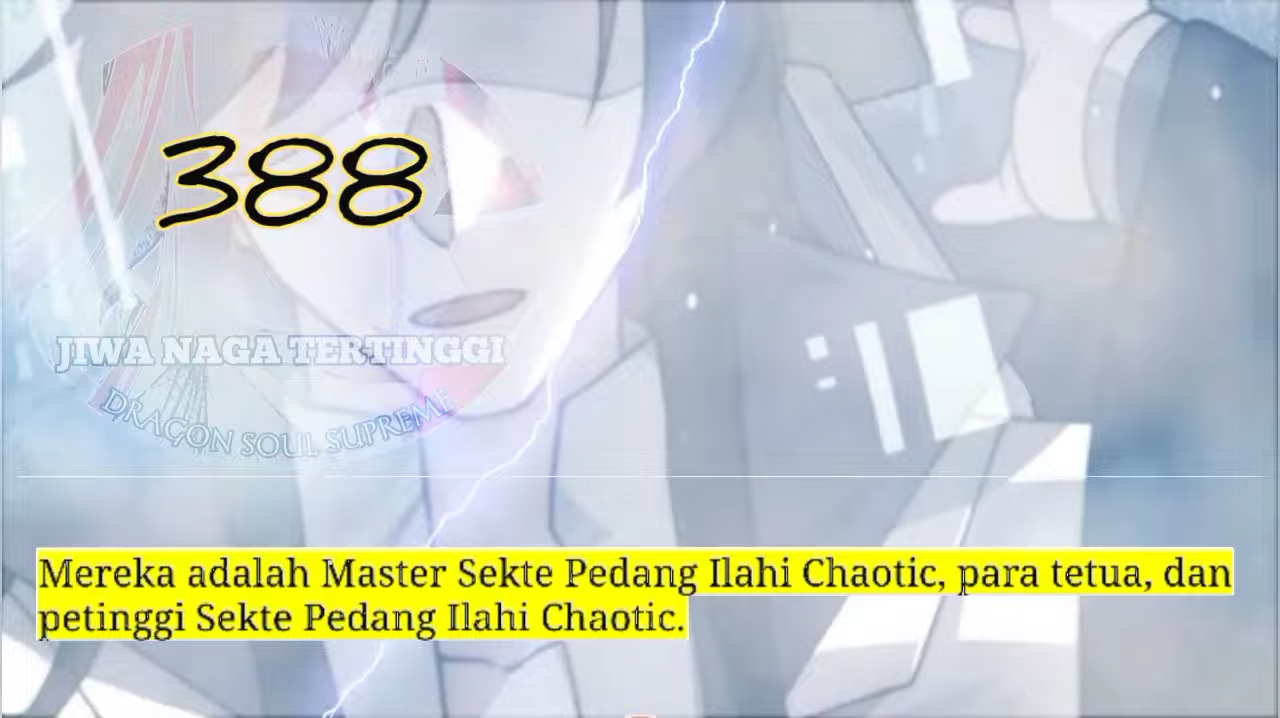 388
JIWA NAGA TERTINGGI
DRAGON SOUL SUPREME
Mereka adalah Master Sekte Pedang Ilahi Chaotic, para tetua, dan
petinggi Sekte Pedang Ilahi Chaotic.